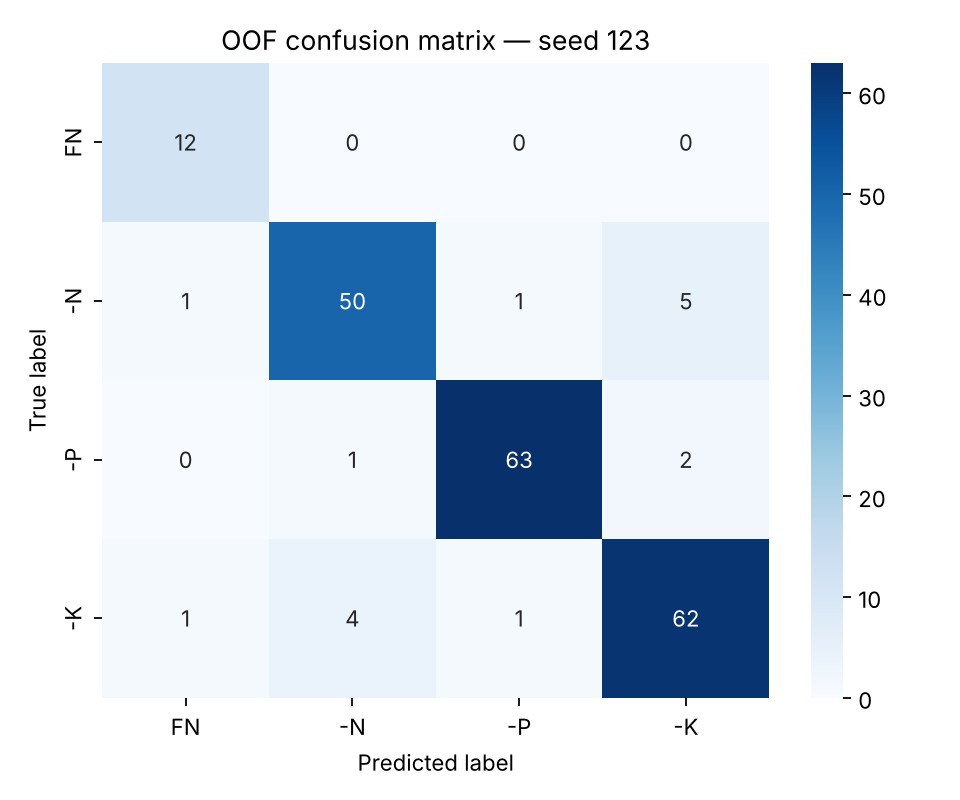 OOF confusion matrix — seed 123
FN 12 0 0 0
-N 1 50 1 5
-P 0 1 63 2
-K 1 4 1 62
FN -N -P -K
Predicted label
True label
60
50
40
30
20
10
0